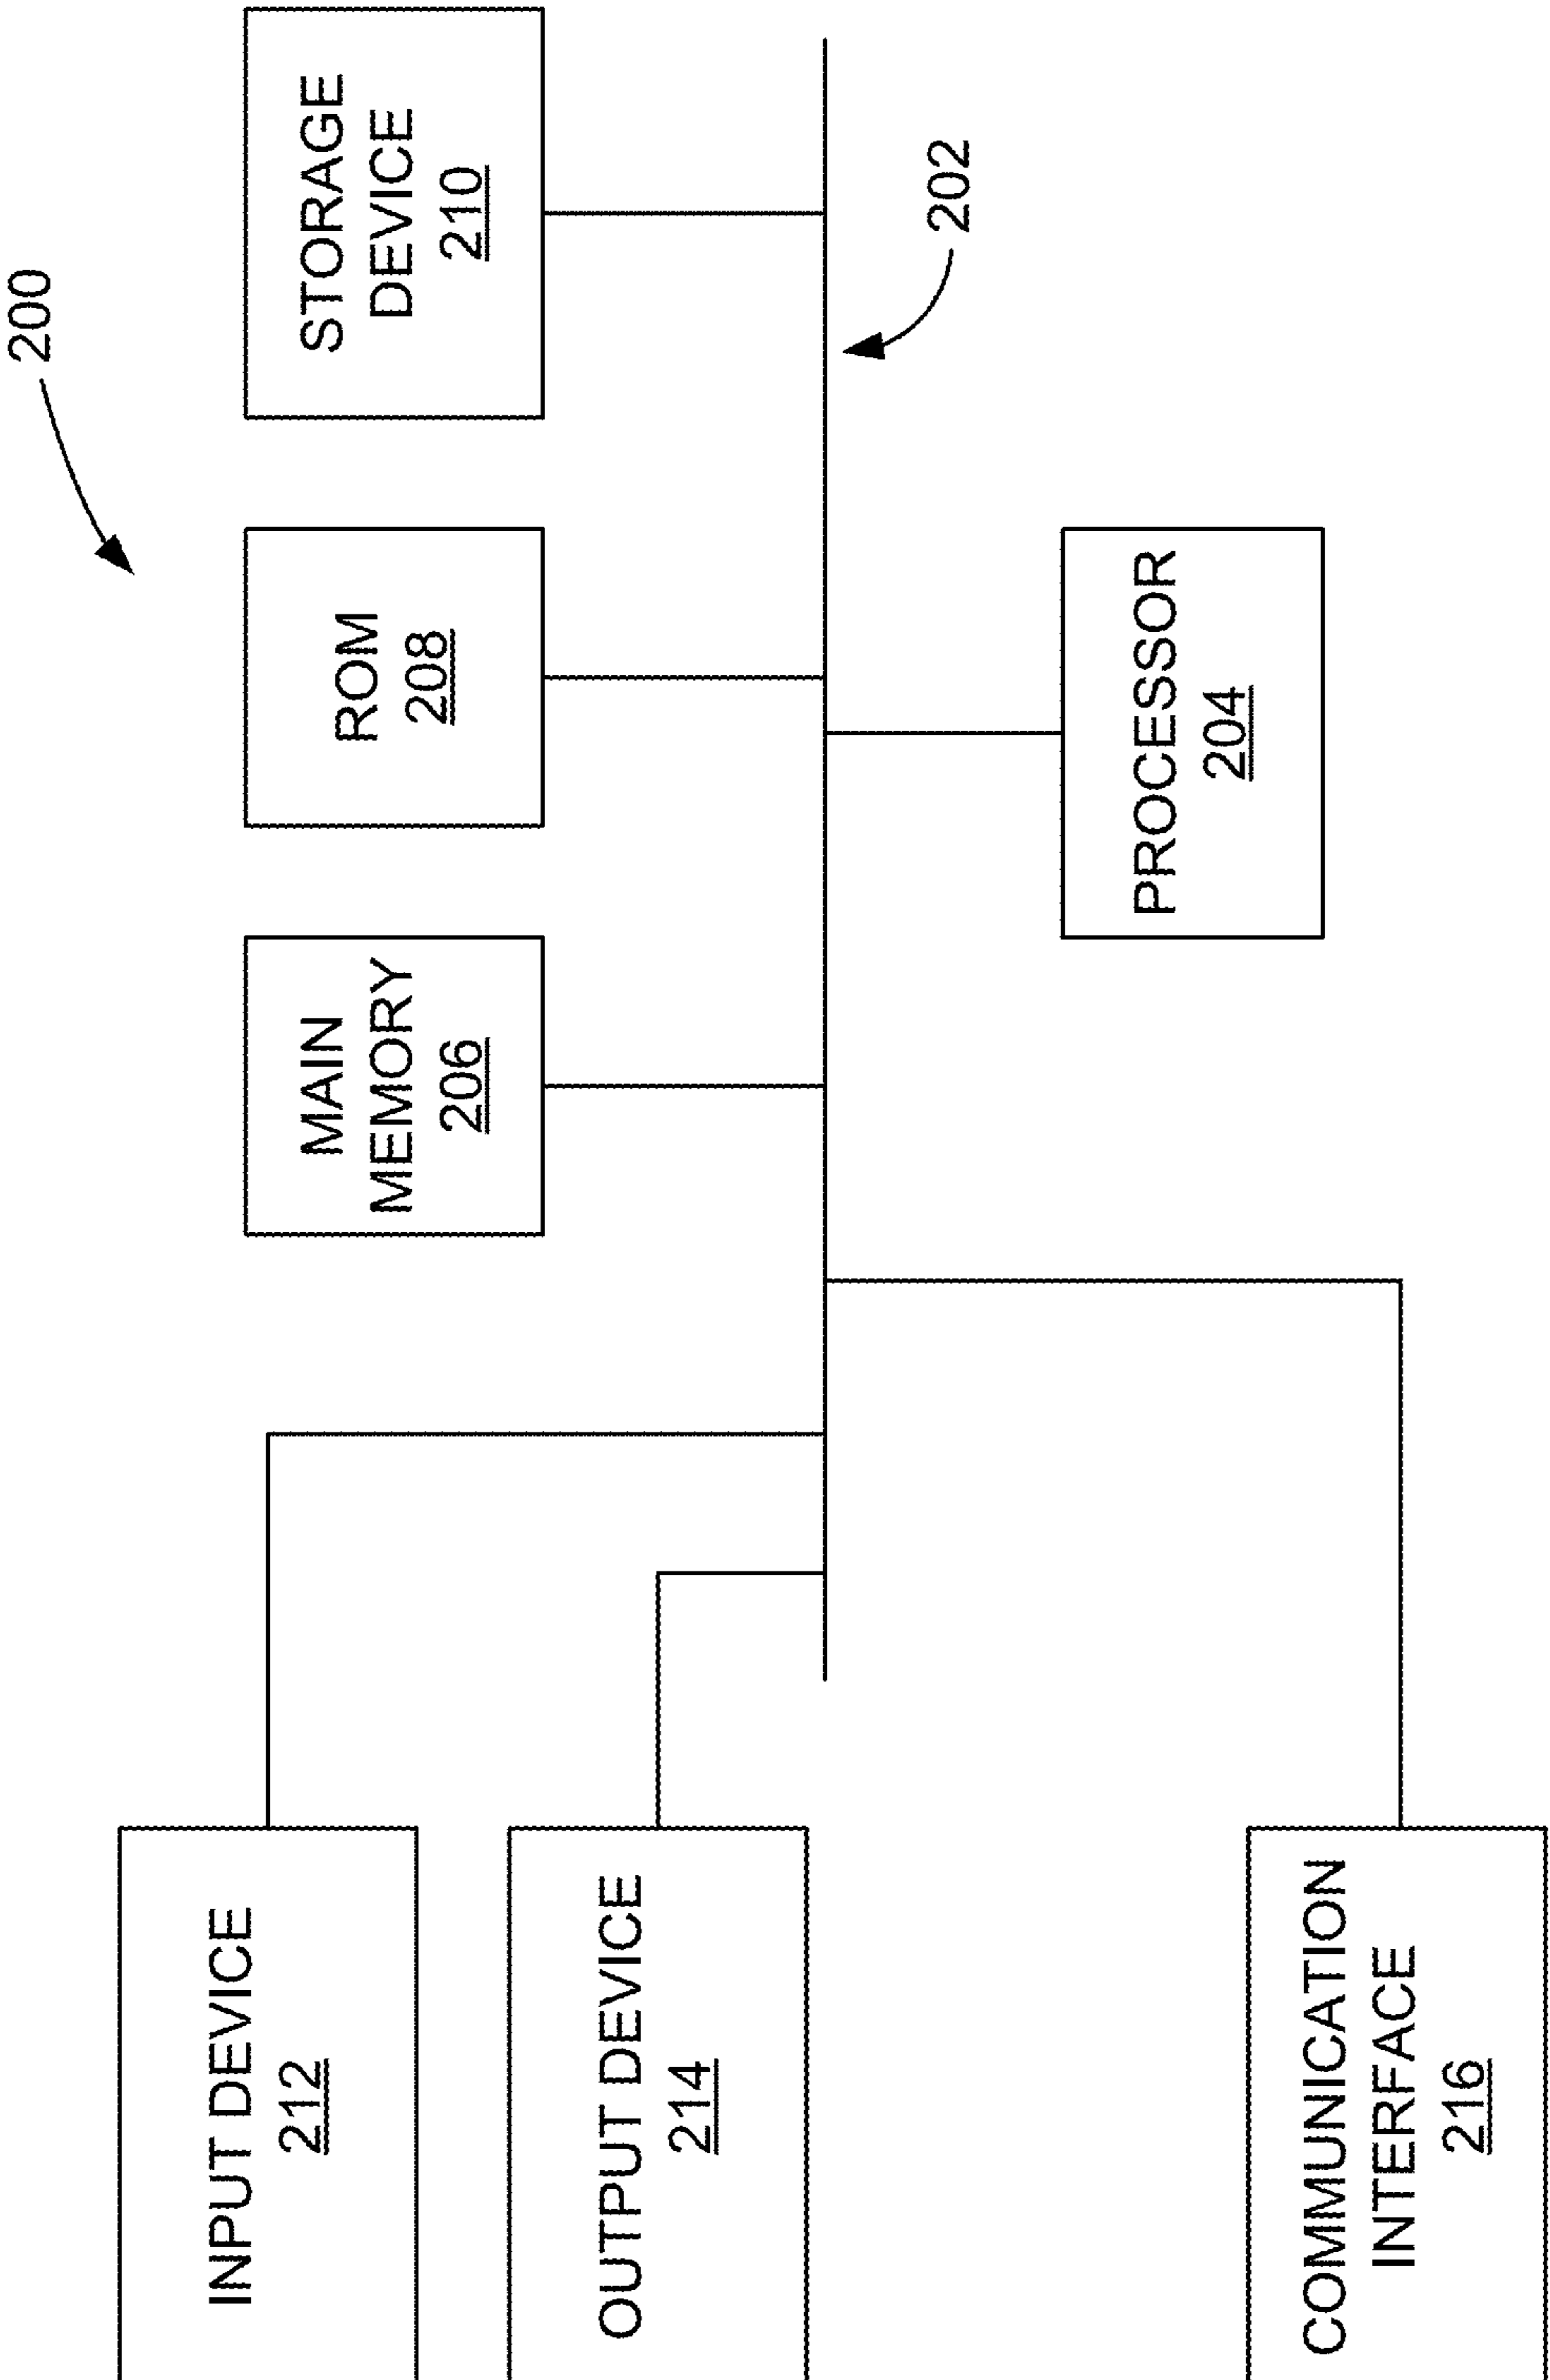 200
INPUT DEVICE
212
MAIN
MEMORY
206
ROM
208
STORAGE
DEVICE
210
OUTPUT DEVICE
214
202
PROCESSOR
204
COMMUNICATION
INTERFACE
216